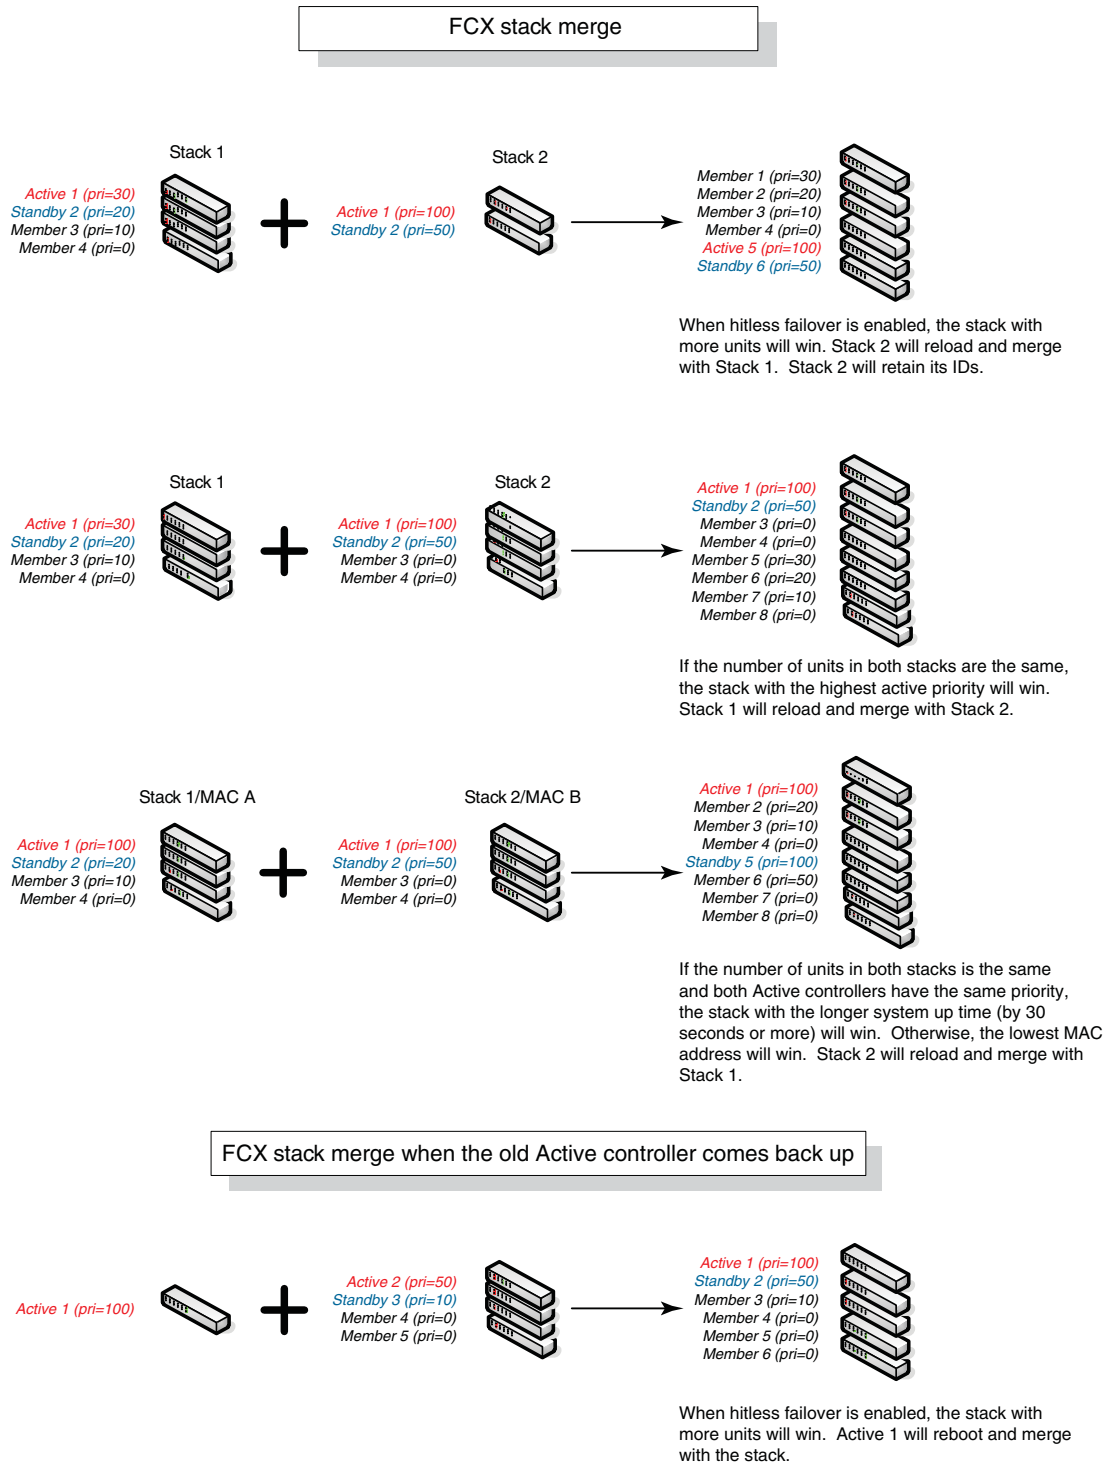 FCX stack merge
Stack 1
Active 1 (pri=30)
Standby 2 (pri=20)
Member 3 (pri=10)
Member 4 (pri=0)
Stack 2
Active 1 (pri=100)
Standby 2 (pri=50)
Member 1 (pri=30)
Member 2 (pri=20)
Member 3 (pri=10)
Member 4 (pri=0)
Active 5 (pri=100)
Standby 6 (pri=50)
When hitless failover is enabled, the stack with
more units will win. Stack 2 will reload and merge
with Stack 1.  Stack 2 will retain its IDs.
Stack 1
Active 1 (pri=30)
Standby 2 (pri=20)
Member 3 (pri=10)
Member 4 (pri=0)
Stack 2
Active 1 (pri=100)
Standby 2 (pri=50)
Member 3 (pri=0)
Member 4 (pri=0)
Active 1 (pri=100)
Standby 2 (pri=50)
Member 3 (pri=0)
Member 4 (pri=0)
Member 5 (pri=30)
Member 6 (pri=20)
Member 7 (pri=10)
Member 8 (pri=0)
If the number of units in both stacks are the same,
the stack with the highest active priority will win.
Stack 1 will reload and merge with Stack 2.
Stack 1/MAC A
Active 1 (pri=100)
Standby 2 (pri=20)
Member 3 (pri=10)
Member 4 (pri=0)
Stack 2/MAC B
Active 1 (pri=100)
Standby 2 (pri=50)
Member 3 (pri=0)
Member 4 (pri=0)
Active 1 (pri=100)
Member 2 (pri=20)
Member 3 (pri=10)
Member 4 (pri=0)
Standby 5 (pri=100)
Member 6 (pri=50)
Member 7 (pri=0)
Member 8 (pri=0)
If the number of units in both stacks is the same
and both Active controllers have the same priority,
the stack with the longer system up time (by 30
seconds or more) will win.  Otherwise, the lowest MAC
address will win.  Stack 2 will reload and merge with
Stack 1.
FCX stack merge when the old Active controller comes back up
Active 1 (pri=100)
Active 2 (pri=50)
Standby 3 (pri=10)
Member 4 (pri=0)
Member 5 (pri=0)
Active 1 (pri=100)
Standby 2 (pri=50)
Member 3 (pri=10)
Member 4 (pri=0)
Member 5 (pri=0)
Member 6 (pri=0)
When hitless failover is enabled, the stack with
more units will win.  Active 1 will reboot and merge
with the stack.